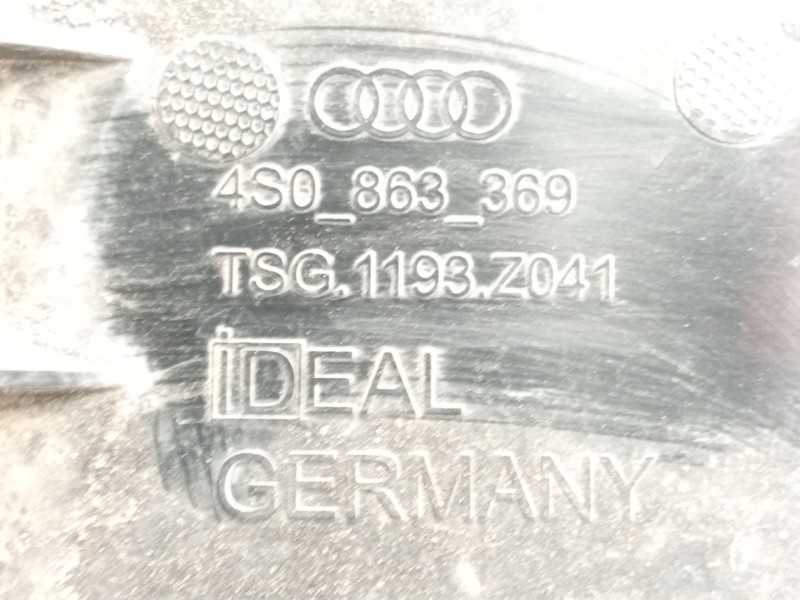 4S0_863_369
TSG.1193.Z041
iDEAL
GERMANY